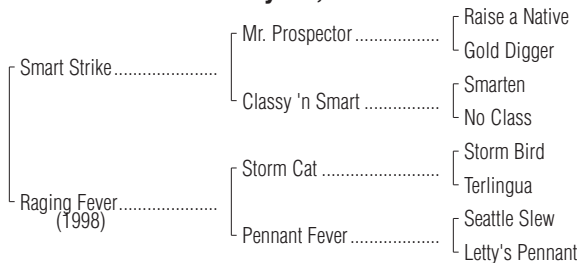 Raise a Native
Mr. Prospector ..................
Gold Digger
Smart Strike......................
Smarten
Classy 'n Smart ................
No Class
Storm Bird
Storm Cat .........................
Terlingua
Raging Fever.....................
(1998)
Seattle Slew
Pennant Fever ...................
Letty's Pennant